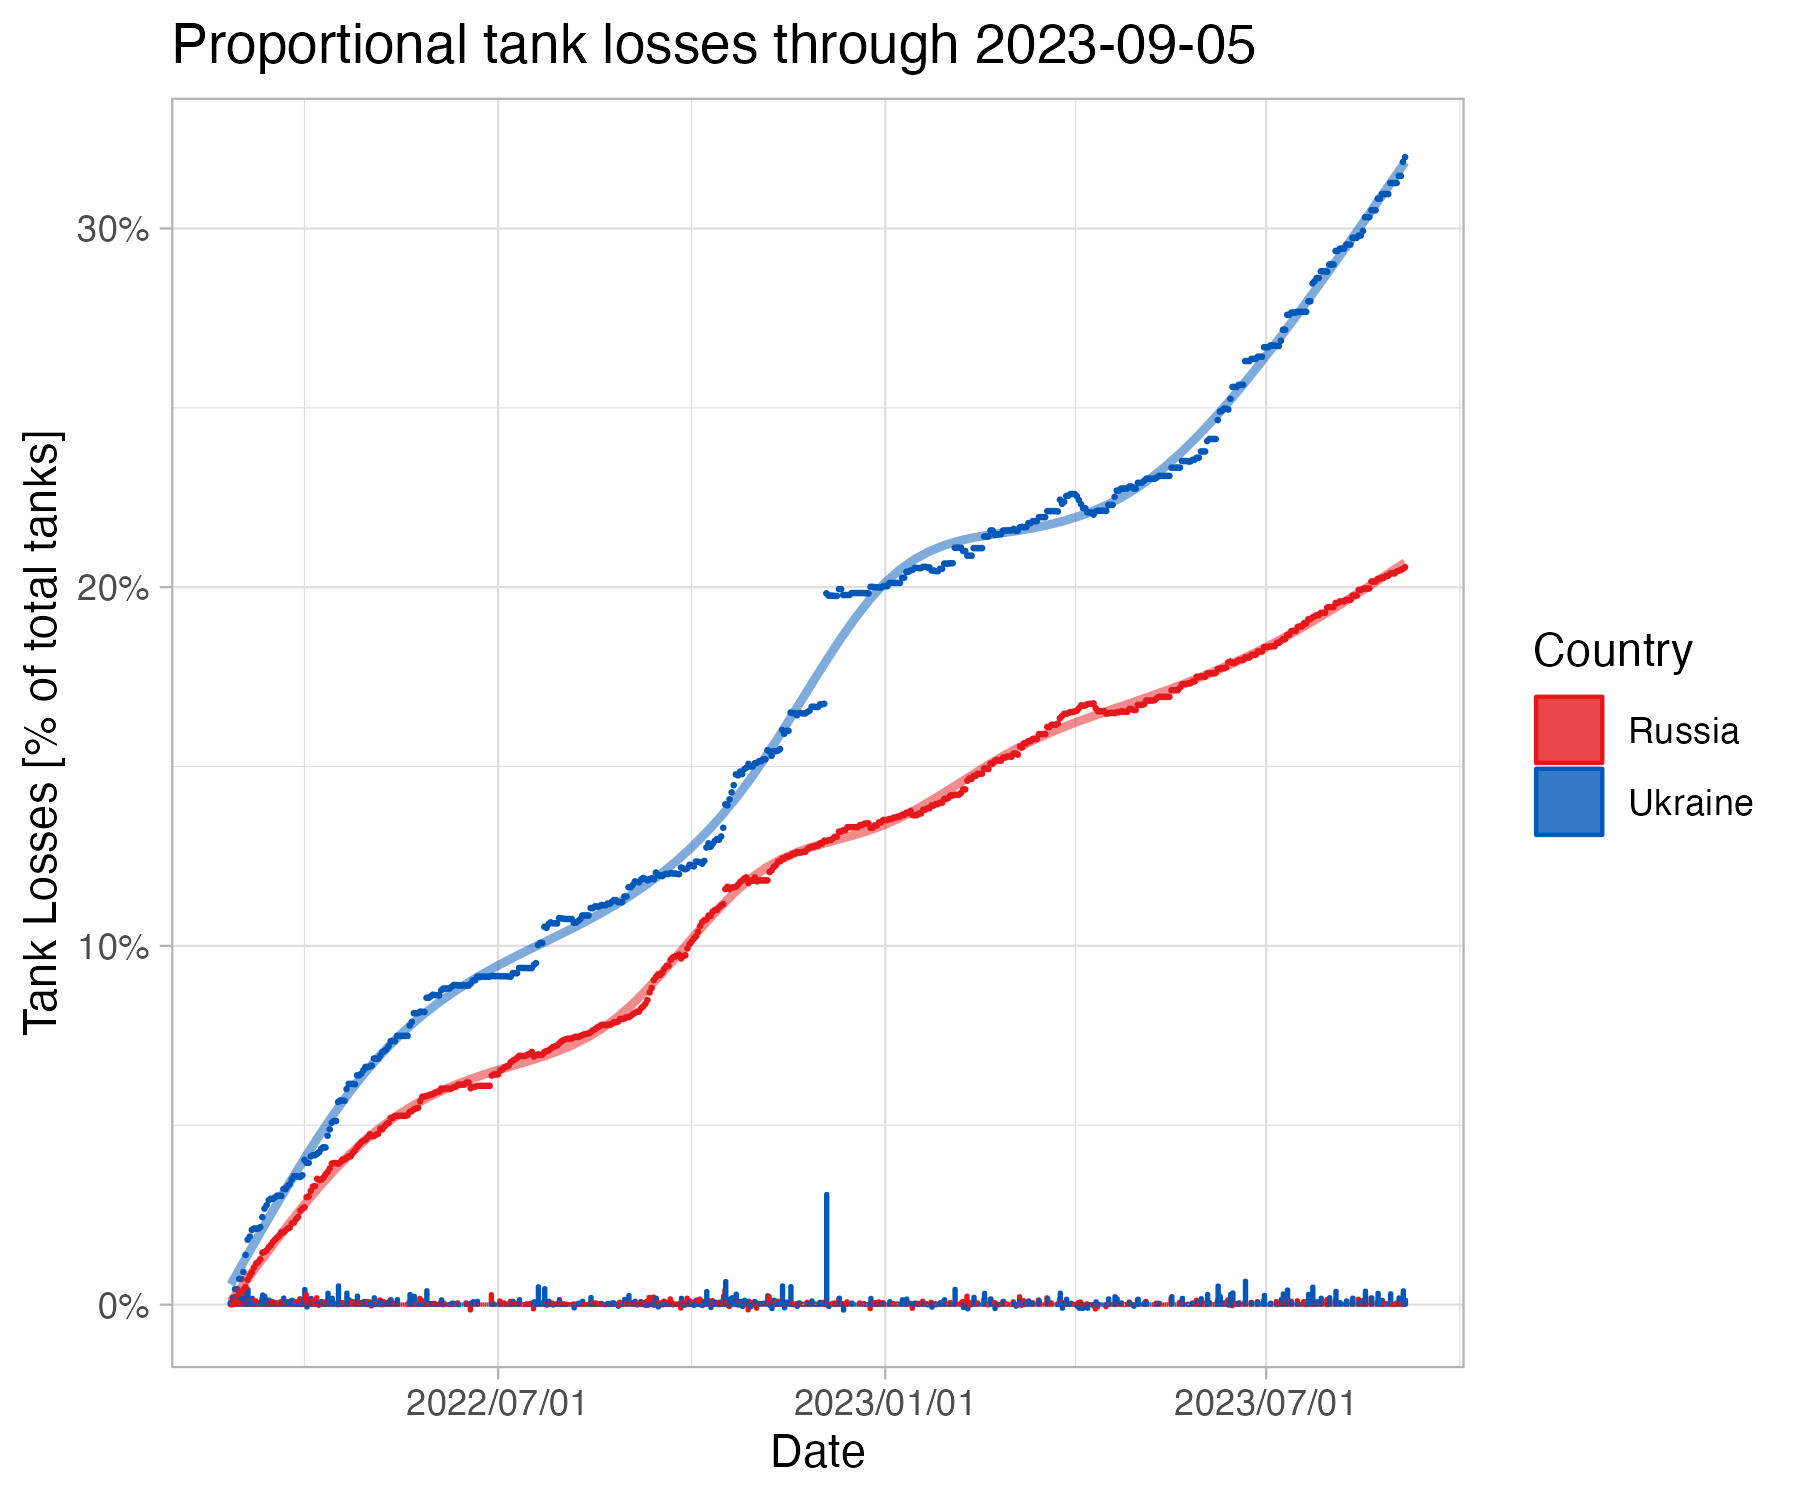 Proportional tank losses through 2023-09-05
Tank Losses [% of total tanks]
30%
20%
10%
0%
2022/07/01
2023/01/01
2023/07/01
Date
Country
Russia
Ukraine